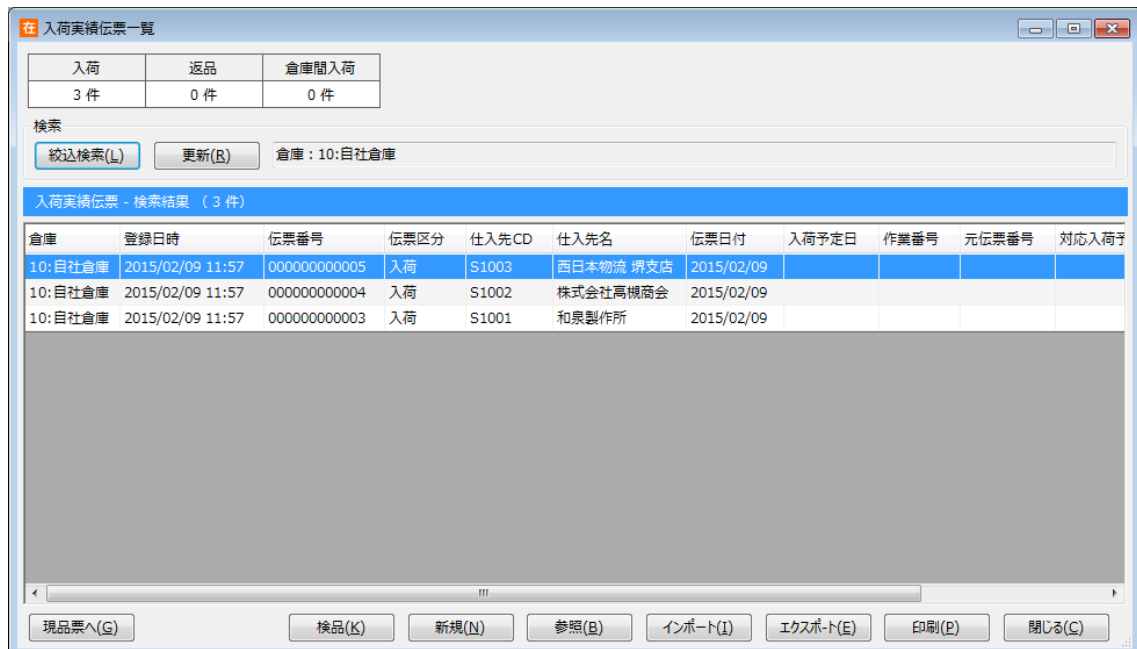 在 入荷実績伝票一覧
入荷 返品 倉庫間入荷
3 件 0 件 0 件
検索
絞込検索(L) 更新(R) 倉庫：10:自社倉庫
入荷実績伝票 - 検索結果 （ 3 件）
倉庫 登録日時 伝票番号 伝票区分 仕入先CD 仕入先名 伝票日付 入荷予定日 作業番号 元伝票番号 対応入荷予
10:自社倉庫 2015/02/09 11:57 000000000005 入荷 S1003 西日本物流 堺支店 2015/02/09
10:自社倉庫 2015/02/09 11:57 000000000004 入荷 S1002 株式会社高槻商会 2015/02/09
10:自社倉庫 2015/02/09 11:57 000000000003 入荷 S1001 和泉製作所 2015/02/09
現品票へ(G) 検品(K) 新規(N) 参照(B) インポート(I) エクスポート(E) 印刷(P) 閉じる(C)